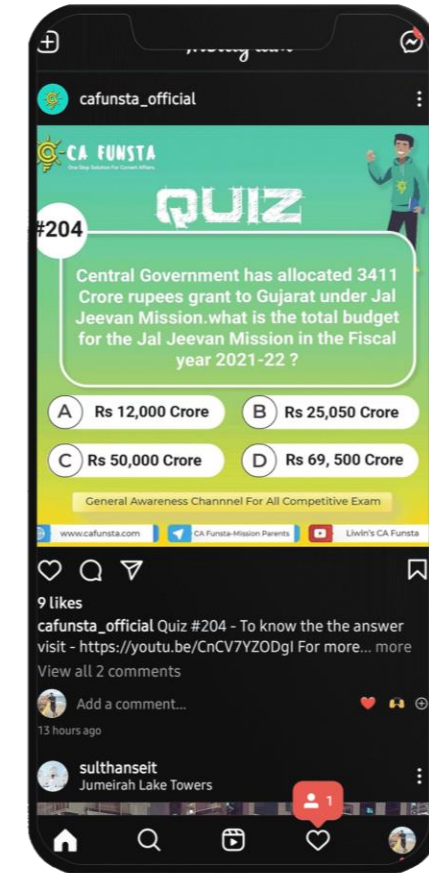 cafunsta_official
CA FUNSTA
One Stop Solution For Current Affairs
QUIZ
#204
Central Government has allocated 3411
Crore rupees grant to Gujarat under Jal
Jeevan Mission.what is the total budget
for the Jal Jeevan Mission in the Fiscal
year 2021-22 ?
A Rs 12,000 Crore
B Rs 25,050 Crore
C Rs 50,000 Crore
D Rs 69, 500 Crore
General Awareness Channnel For All Competitive Exam
www.cafunsta.com
CA Funsta-Mission Parents
Liwin's CA Funsta
9 likes
cafunsta_official Quiz #204 - To know the the answer
visit - https://youtu.be/CnCV7YZODgI For more... more
View all 2 comments
Add a comment...
13 hours ago
sulthanseit
Jumeirah Lake Towers
1